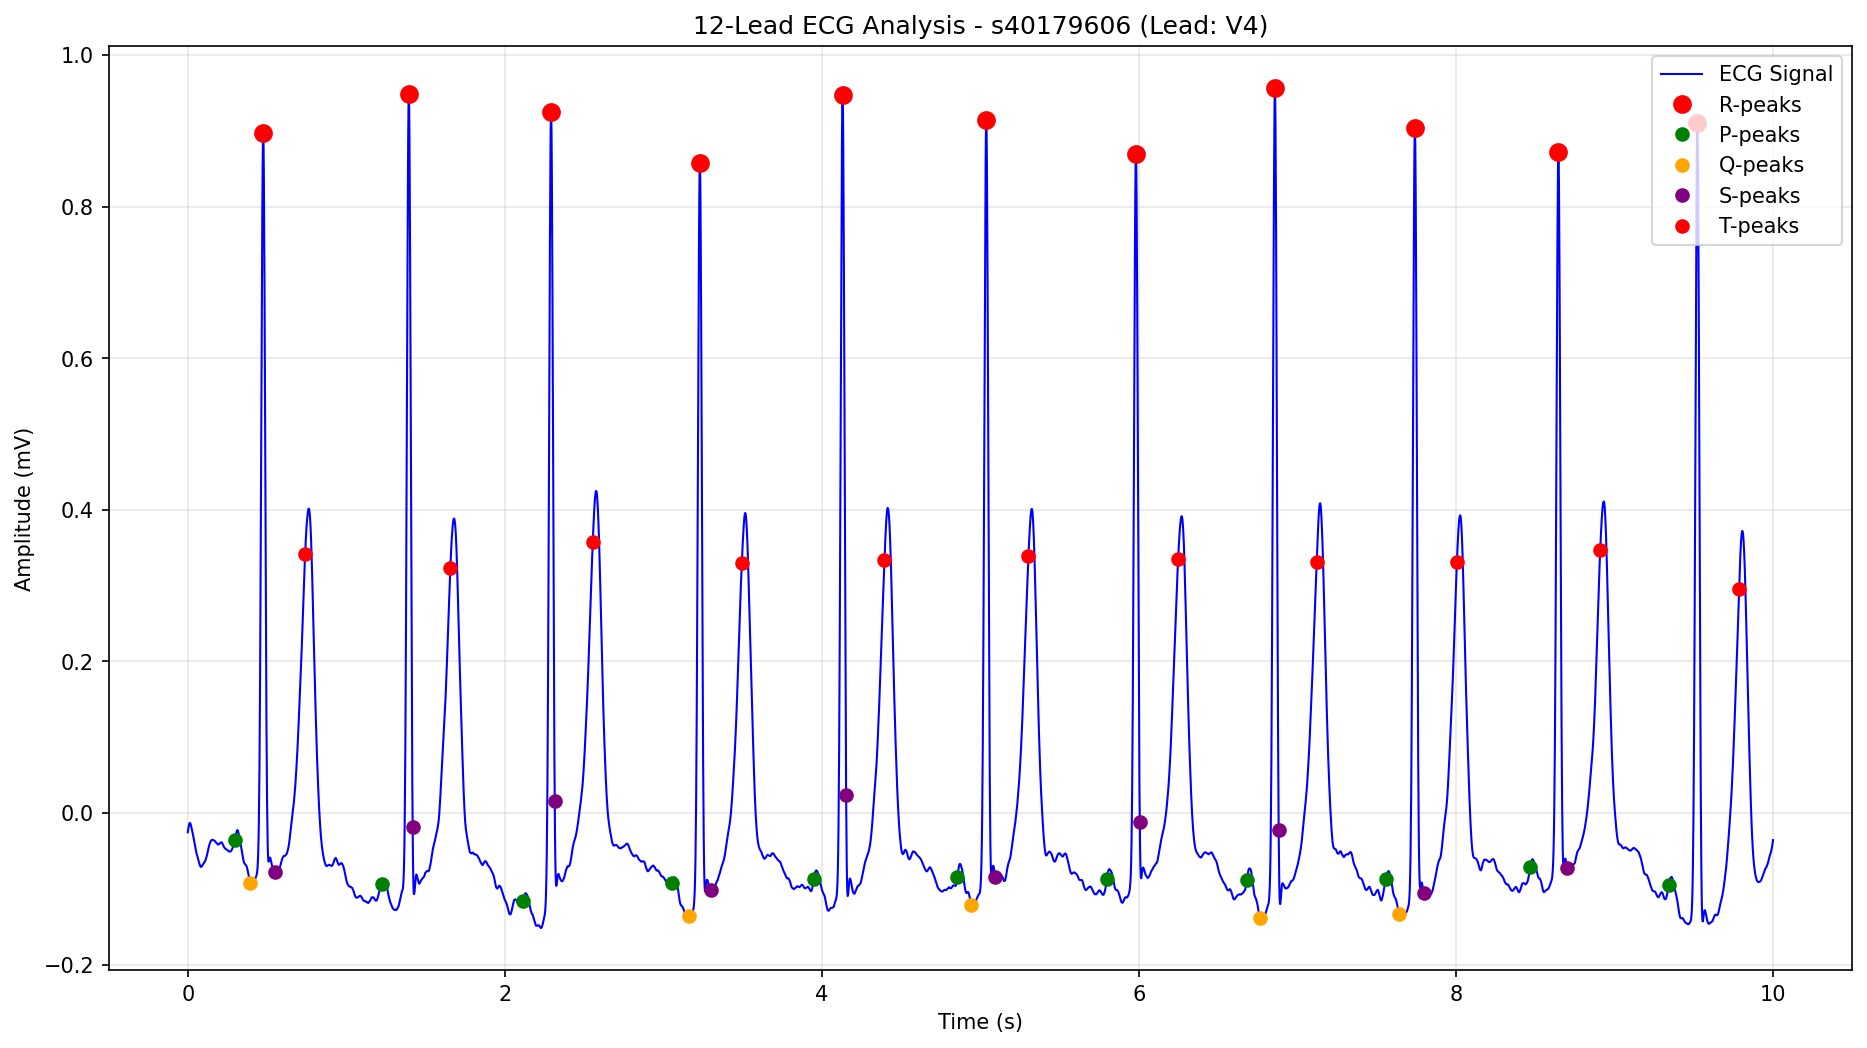 12-Lead ECG Analysis - s40179606 (Lead: V4)
ECG Signal
R-peaks
P-peaks
Q-peaks
S-peaks
T-peaks
Amplitude (mV)
1.0
0.8
0.6
0.4
0.2
0.0
−0.2
0 2 4 6 8 10
Time (s)